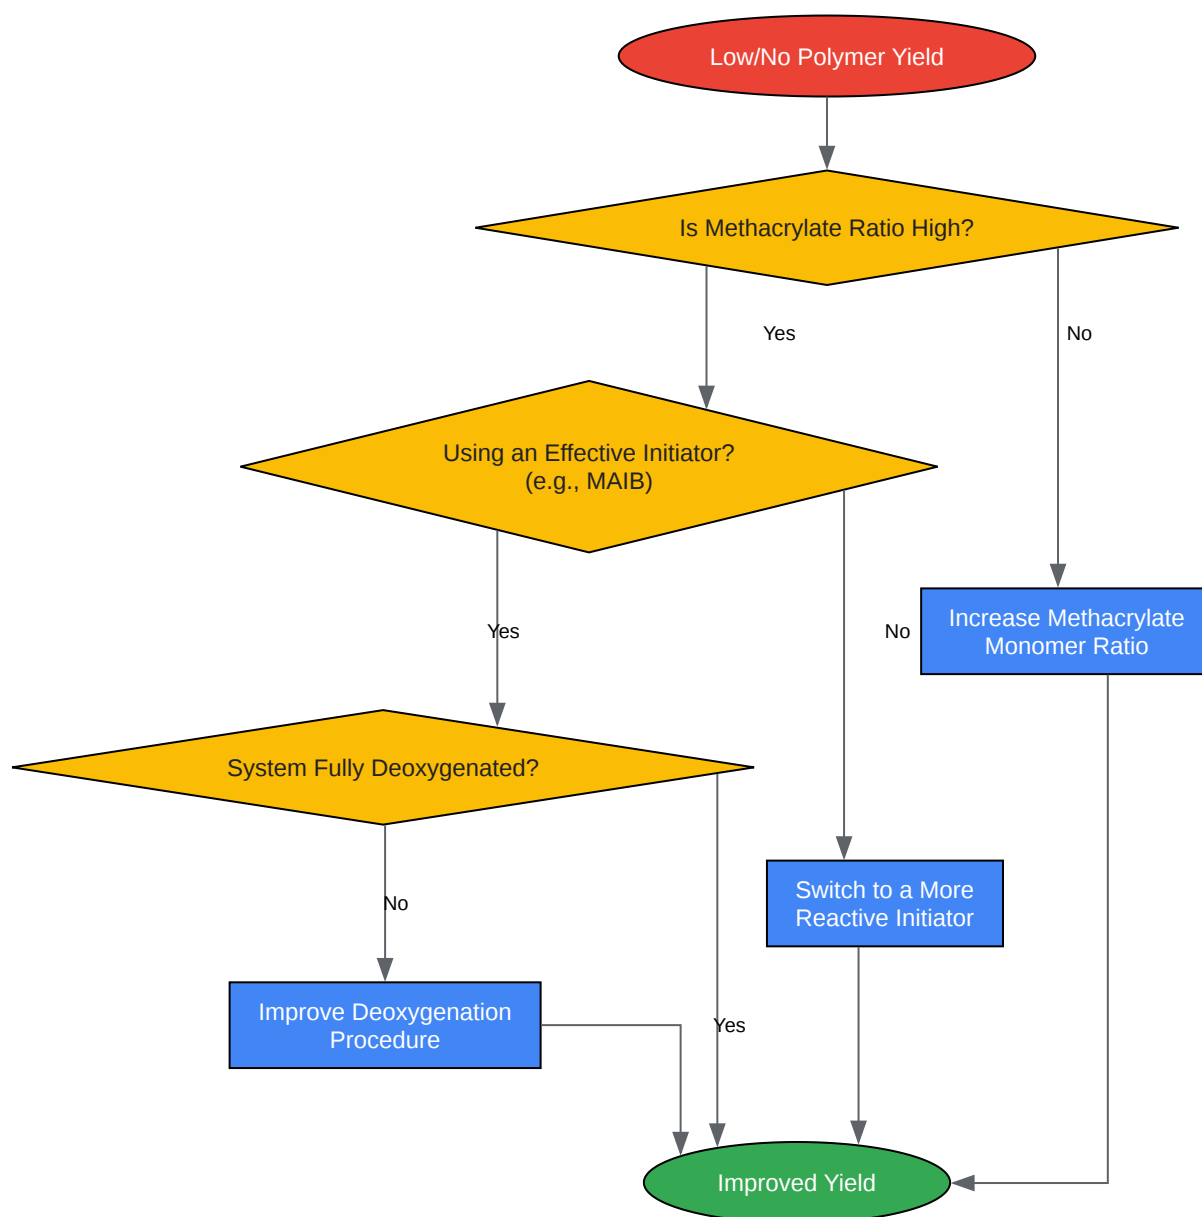 Low/No Polymer Yield
Is Methacrylate Ratio High?
Yes
No
Using an Effective Initiator?
(e.g., MAIB)
Yes
No
Increase Methacrylate
Monomer Ratio
System Fully Deoxygenated?
No
Switch to a More
Reactive Initiator
Improve Deoxygenation
Procedure
Yes
Improved Yield